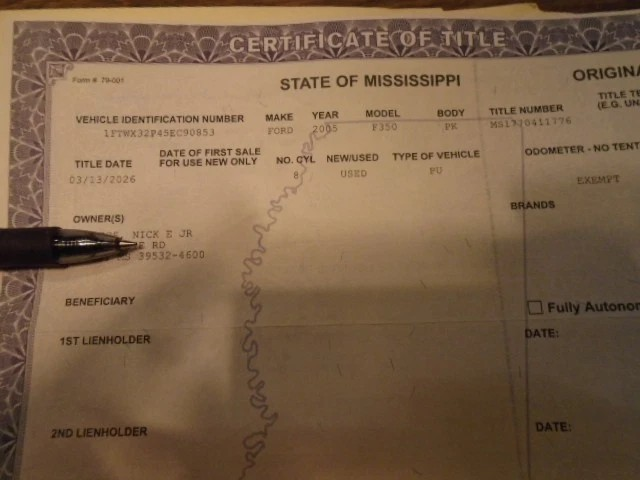 CERTIFICATE OF TITLE
Form # 79-001
STATE OF MISSISSIPPI
ORIGINA
VEHICLE IDENTIFICATION NUMBER MAKE YEAR MODEL BODY TITLE NUMBER TITLE TE
(E.G. UN
1FTWX32P45EC90853 FORD 2005 F350 PK
TITLE DATE DATE OF FIRST SALE NO. CYL NEW/USED TYPE OF VEHICLE ODOMETER - NO TENT
FOR USE NEW ONLY
03/13/2026 8 USED PU EXEMPT
OWNER(S) BRANDS
NICK E JR
RD
39532-4600
BENEFICIARY Fully Autonom
1ST LIENHOLDER DATE:
2ND LIENHOLDER DATE: